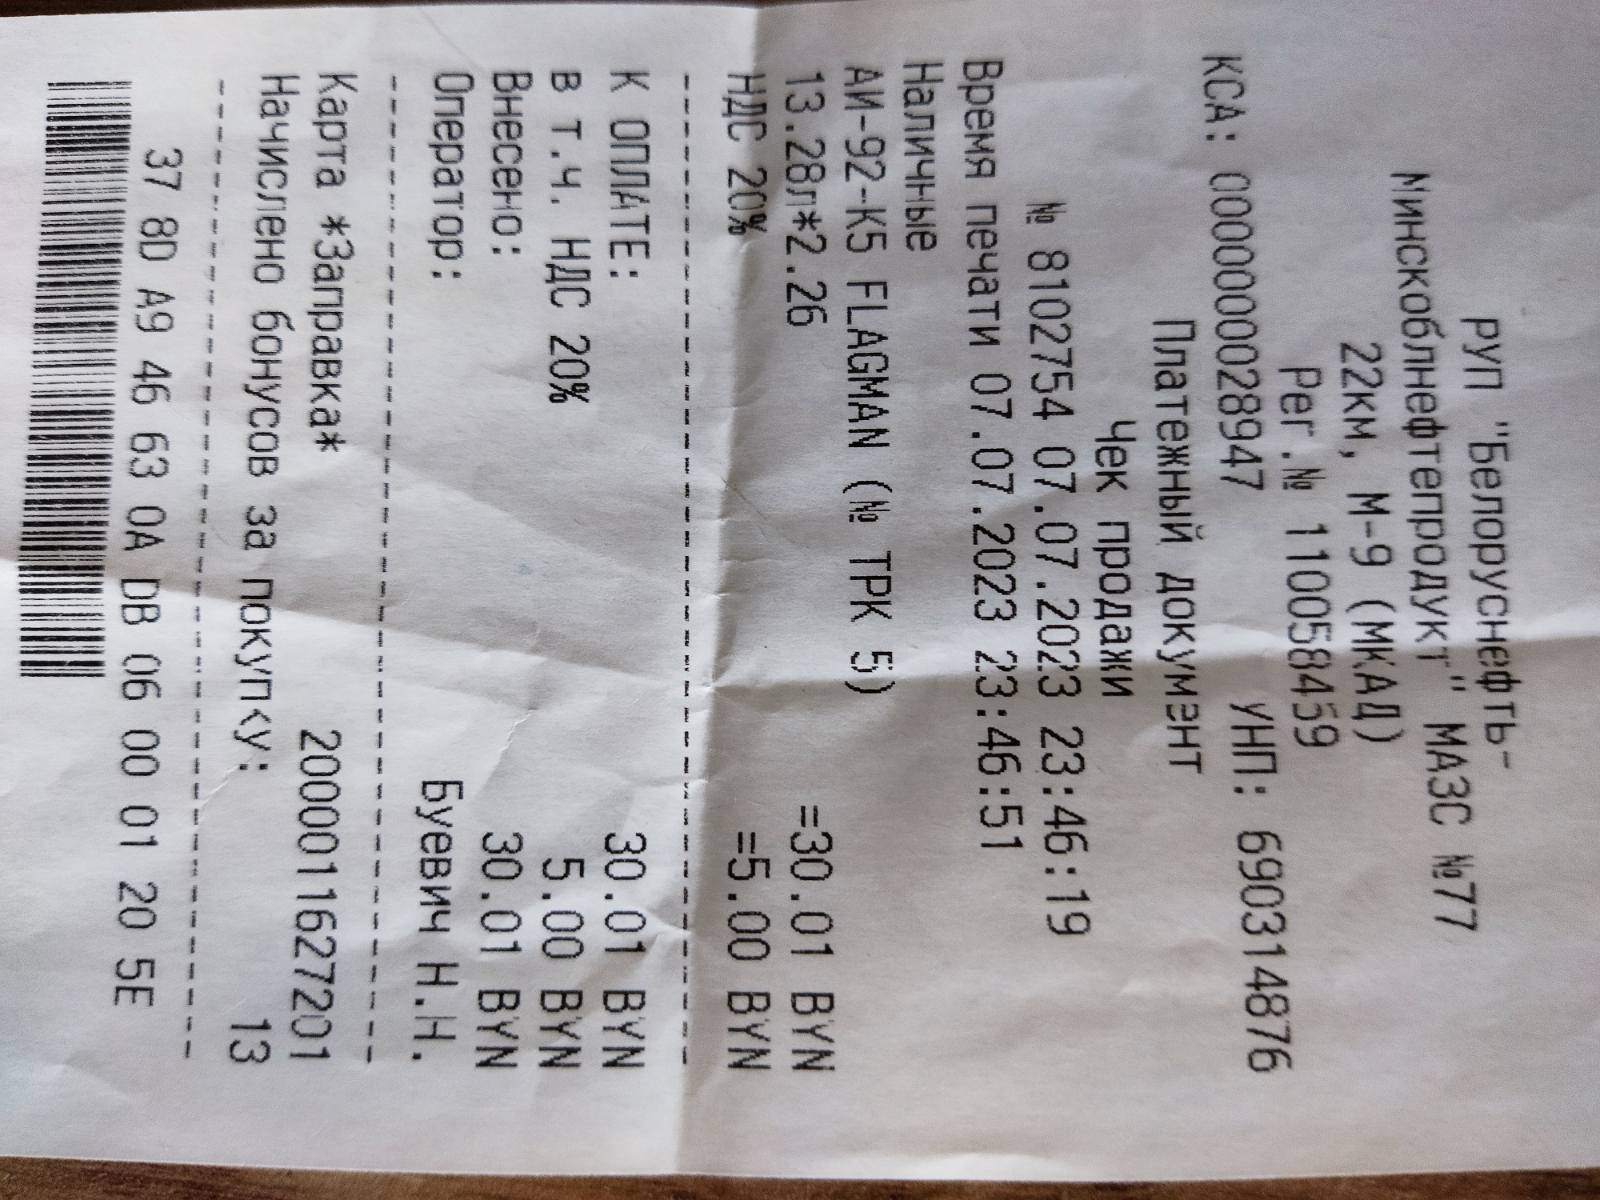 РУП "Белоруснефть-
Минскоблнефтепродукт" МАЗС №77
22км, М-9 (МКАД)
Рег.№ 110058459
КСА: 0000000028947 УНП: 690314876
Платежный документ
Чек продажи
№ 8102754 07.07.2023 23:46:19
Время печати 07.07.2023 23:46:51
Наличные
АИ-92-К5 FLAGMAN (№ ТРК 5)
13.28л*2.26 =30.01 BYN
НДС 20% =5.00 BYN
К ОПЛАТЕ: 30.01 BYN
в т.ч. НДС 20% 5.00 BYN
Внесено: 30.01 BYN
Оператор: Буевич Н.Н.
Карта *Заправка* 2000011627201
Начислено бонусов за покупку: 13
37 8D A9 46 63 0A DB 06 00 01 20 5E